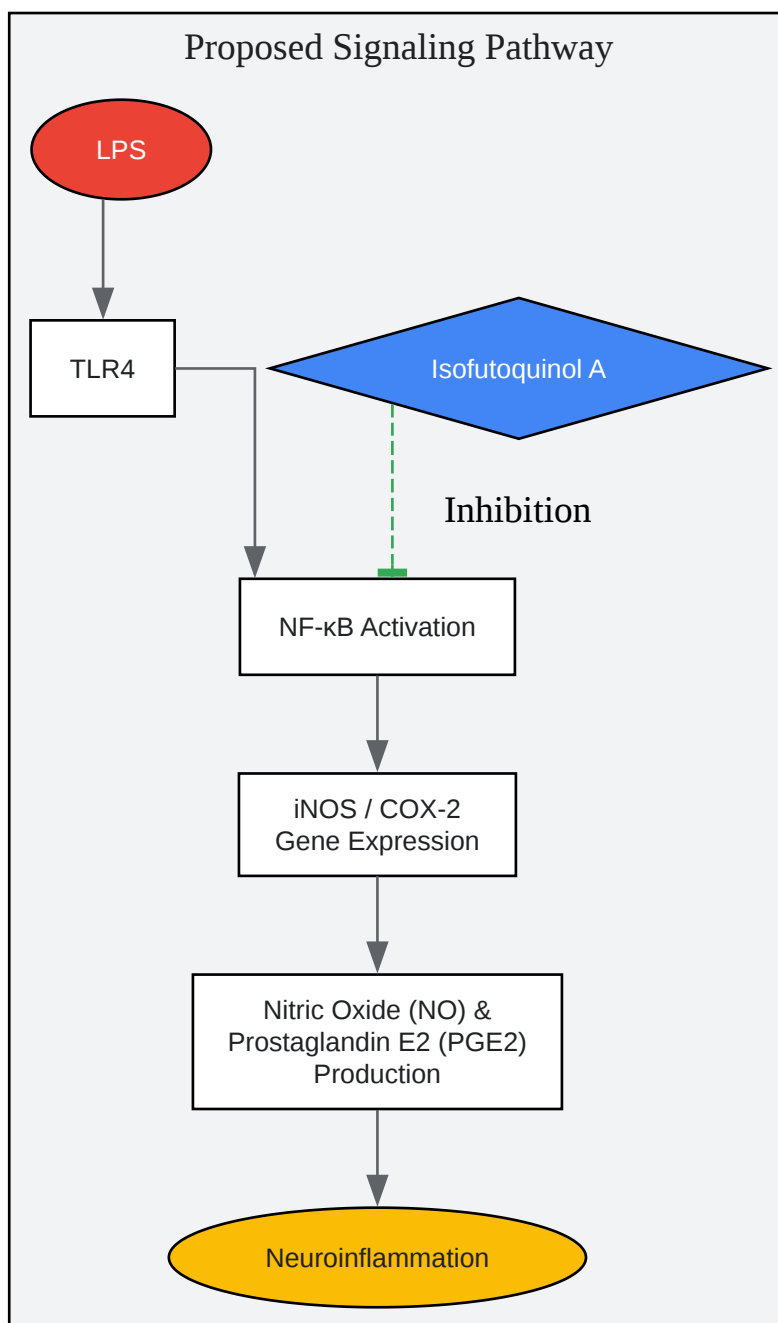 Proposed Signaling Pathway
LPS
TLR4
Isofutoquinol A
Inhibition
NF-κB Activation
iNOS / COX-2
Gene Expression
Nitric Oxide (NO) &
Prostaglandin E2 (PGE2)
Production
Neuroinflammation